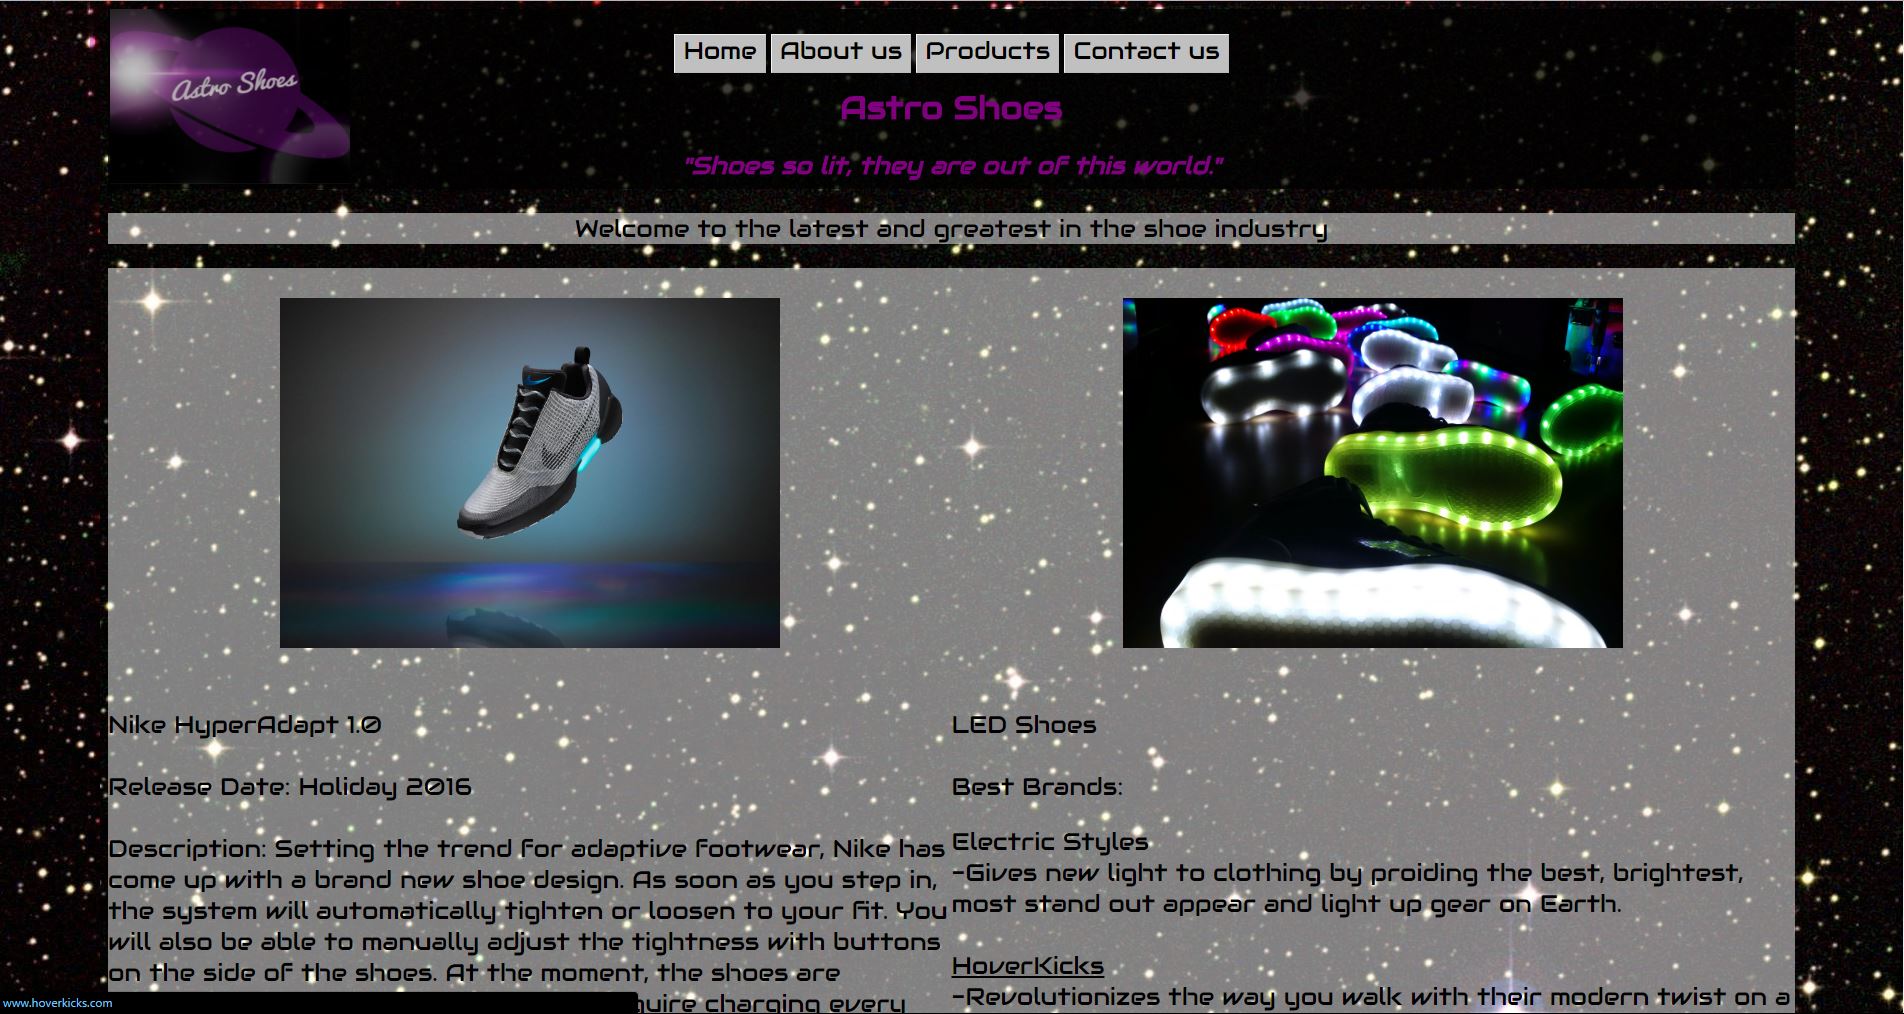 Astro Shoes
Home
About us
Products
Contact us
Astro Shoes
"Shoes so lit, they are out of this world."
Welcome to the latest and greatest in the shoe industry
Nike HyperAdapt 1.0
Release Date: Holiday 2016
Description: Setting the trend for adaptive footwear, Nike has
come up with a brand new shoe design. As soon as you step in,
the system will automatically tighten or loosen to your fit. You
will also be able to manually adjust the tightness with buttons
on the side of the shoes. At the moment, the shoes are
quire charging every
LED Shoes
Best Brands:
Electric Styles
-Gives new light to clothing by proiding the best, brightest,
most stand out appear and light up gear on Earth.
HoverKicks
-Revolutionizes the way you walk with their modern twist on a
www.hoverkicks.com